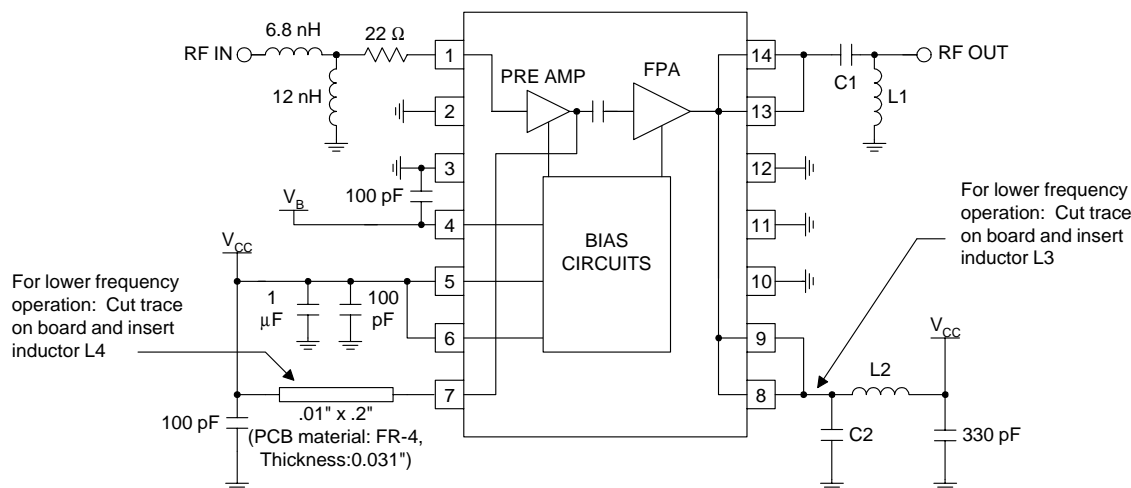 RF IN
6.8 nH
22 Ω
12 nH
1
2
3
100 pF
V_B
4
V_CC
For lower frequency
operation:  Cut trace
on board and insert
inductor L4
1
μF
100
pF
5
6
7
100 pF
.01" x .2"
(PCB material: FR-4,
Thickness:0.031")
PRE AMP
FPA
BIAS
CIRCUITS
14
13
12
11
10
9
8
C1
L1
RF OUT
For lower frequency
operation:  Cut trace
on board and insert
inductor L3
V_CC
L2
C2
330 pF